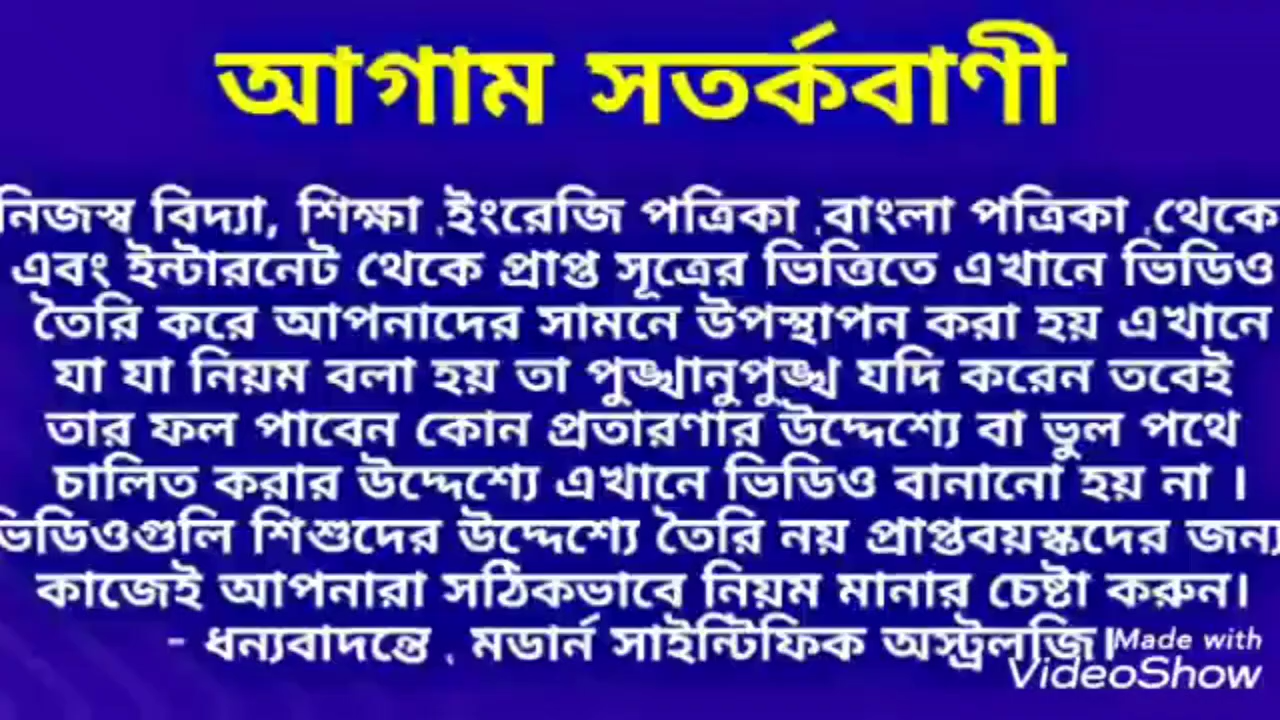 আগাম সতর্কবাণী
নিজস্ব বিদ্যা, শিক্ষা ,ইংরেজি পত্রিকা ,বাংলা পত্রিকা ,থেকে
এবং ইন্টারনেট থেকে প্রাপ্ত সূত্রের ভিত্তিতে এখানে ভিডিও
তৈরি করে আপনাদের সামনে উপস্থাপন করা হয় এখানে
যা যা নিয়ম বলা হয় তা পুঙ্খানুপুঙ্খ যদি করেন তবেই
তার ফল পাবেন কোন প্রতারণার উদ্দেশ্যে বা ভুল পথে
চালিত করার উদ্দেশ্যে এখানে ভিডিও বানানো হয় না ।
ভিডিওগুলি শিশুদের উদ্দেশ্যে তৈরি নয় প্রাপ্তবয়স্কদের জন্য
কাজেই আপনারা সঠিকভাবে নিয়ম মানার চেষ্টা করুন।
- ধন্যবাদন্তে , মডার্ন সাইন্টিফিক অস্ট্রলজি।
Made with
VideoShow